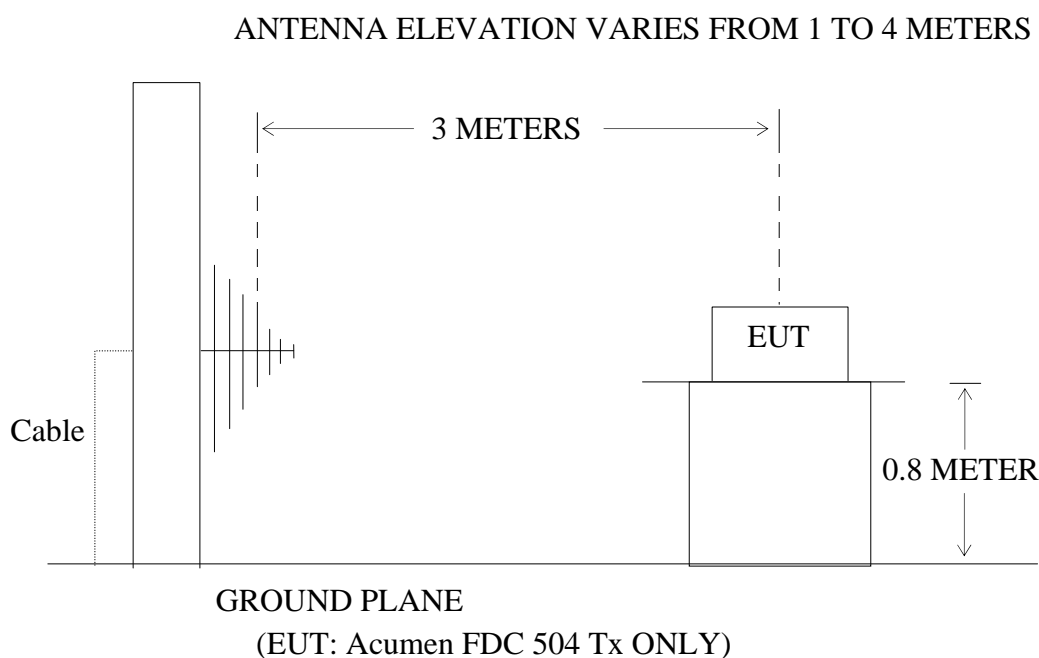 ANTENNA ELEVATION VARIES FROM 1 TO 4 METERS
3 METERS
EUT
Cable
0.8 METER
GROUND PLANE
(EUT: Acumen FDC 504 Tx ONLY)